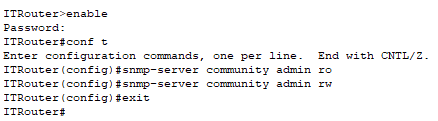 ITRouter>enable
Password:
ITRouter#conf t
Enter configuration commands, one per line.  End with CNTL/Z.
ITRouter(config)#snmp-server community admin ro
ITRouter(config)#snmp-server community admin rw
ITRouter(config)#exit
ITRouter#